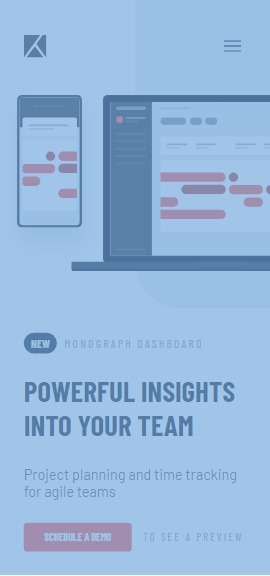 NEW MONOGRAPH DASHBOARD
POWERFUL INSIGHTS
INTO YOUR TEAM
Project planning and time tracking
for agile teams
SCHEDULE A DEMO TO SEE A PREVIEW